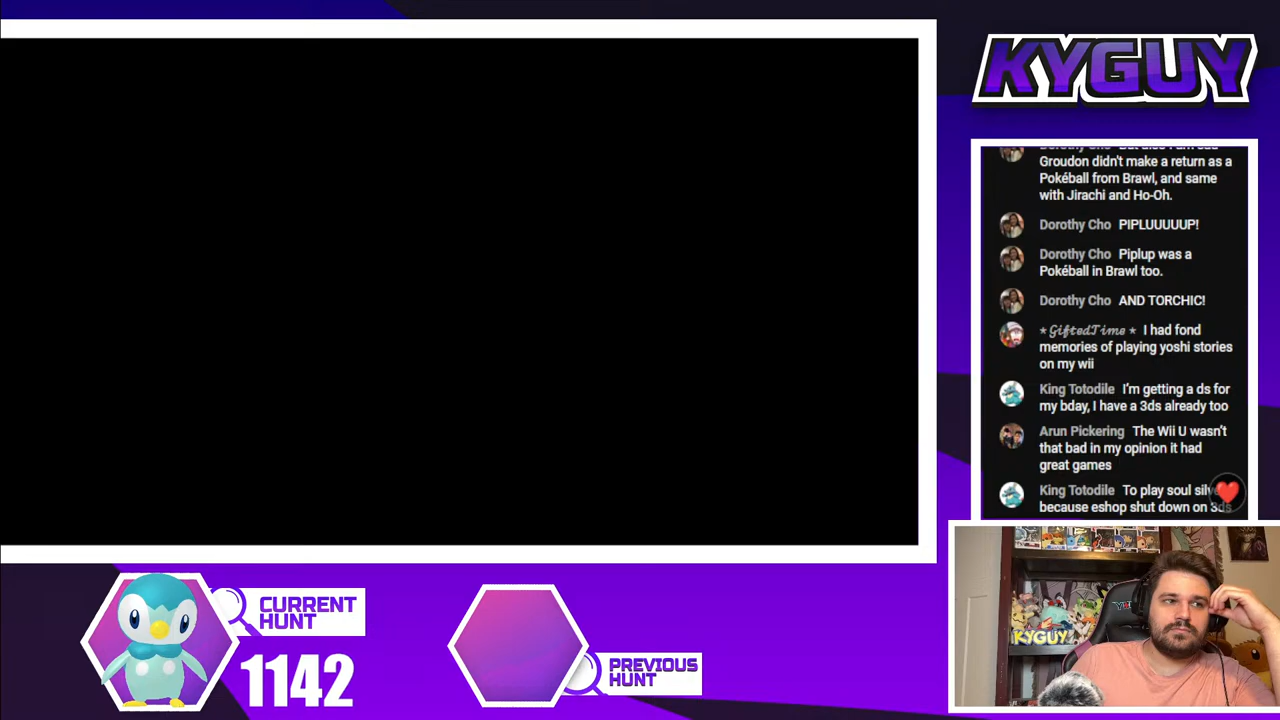 KYGUY
Groudon didn't make a return as a
Pokéball from Brawl, and same
with Jirachi and Ho-Oh.
Dorothy Cho PIPLUUUUUP!
Dorothy Cho Piplup was a
Pokéball in Brawl too.
Dorothy Cho AND TORCHIC!
⋆ 𝓖𝓲𝓯𝓽𝓮𝓭𝓣𝓲𝓶𝓮 ⋆ I had fond
memories of playing yoshi stories
on my wii
King Totodile I'm getting a ds for
my bday, I have a 3ds already too
Arun Pickering The Wii U wasn't
that bad in my opinion it had
great games
King Totodile To play soul
because eshop shut down on 3ds
KYGUY
CURRENT
HUNT
1142
PREVIOUS
HUNT